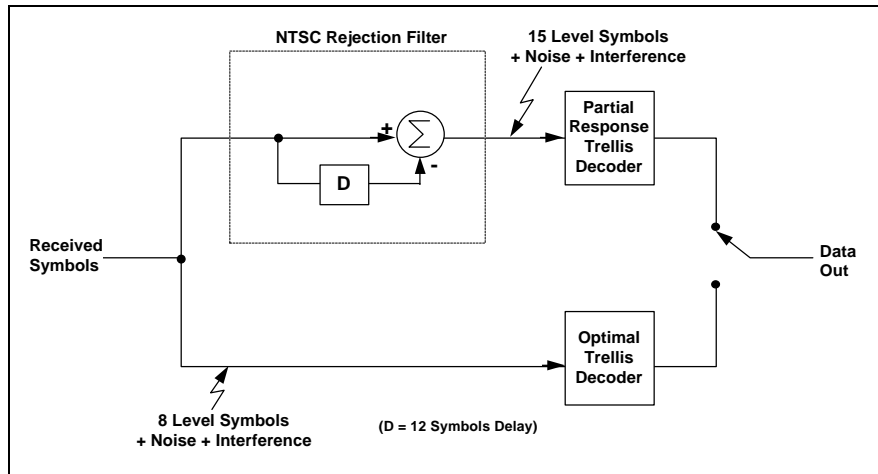 NTSC Rejection Filter
15 Level Symbols
+ Noise + Interference
+
Σ
-
D
Partial
Response
Trellis
Decoder
Received
Symbols
Data
Out
Optimal
Trellis
Decoder
8 Level Symbols
+ Noise + Interference
(D = 12 Symbols Delay)